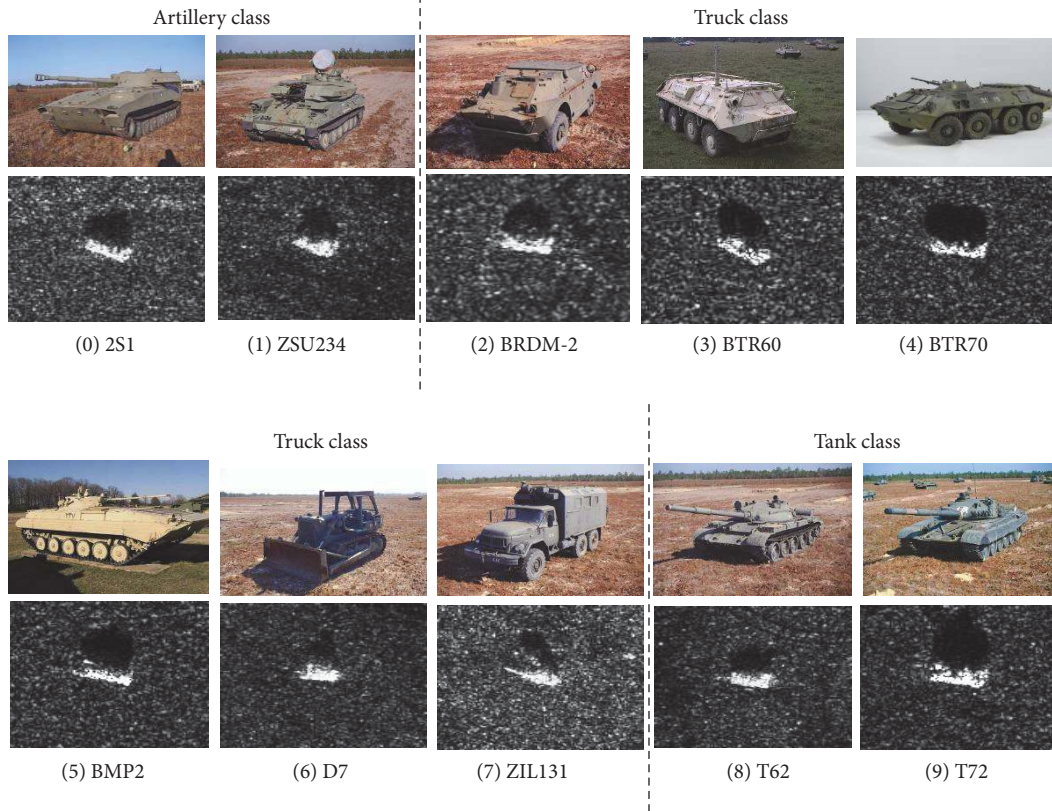 Artillery class
Truck class
(0) 2S1
(1) ZSU234
(2) BRDM-2
(3) BTR60
(4) BTR70
Truck class
Tank class
(5) BMP2
(6) D7
(7) ZIL131
(8) T62
(9) T72